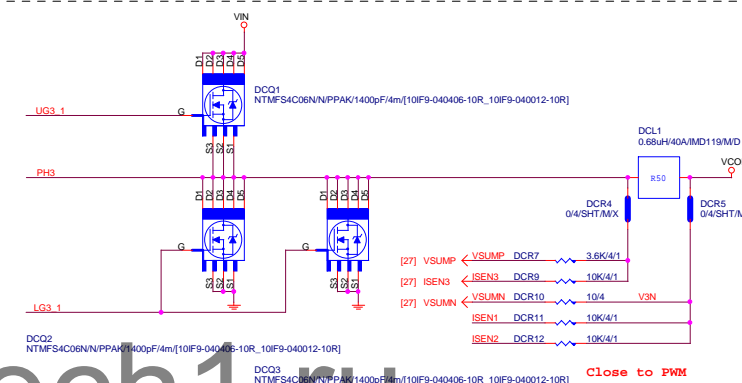 VIN
D1 D2 D3 D4 D5
DCQ1
NTMFS4C06N/N/PPAK/1400pF/4m/[10IF9-040406-10R_10IF9-040012-10R]
UG3_1
G
S3 S2 S1
DCL1
0.68uH/40A/IMD119/M/D
VCO
PH3
R50
D1 D2 D3 D4 D5
D1 D2 D3 D4 D5
DCR4
0/4/SHT/M/X
DCR5
0/4/SHT/M
G
G
S3 S2 S1
S3 S2 S1
[27] VSUMP VSUMP DCR7 3.6K/4/1
[27] ISEN3 ISEN3 DCR9 10K/4/1
[27] VSUMN VSUMN DCR10 10/4 V3N
LG3_1
ISEN1 DCR11 10K/4/1
ISEN2 DCR12 10K/4/1
DCQ2
NTMFS4C06N/N/PPAK/1400pF/4m/[10IF9-040406-10R_10IF9-040012-10R]
DCQ3
NTMFS4C06N/N/PPAK/1400pF/4m/[10IF9-040406-10R_10IF9-040012-10R]
Close to PWM